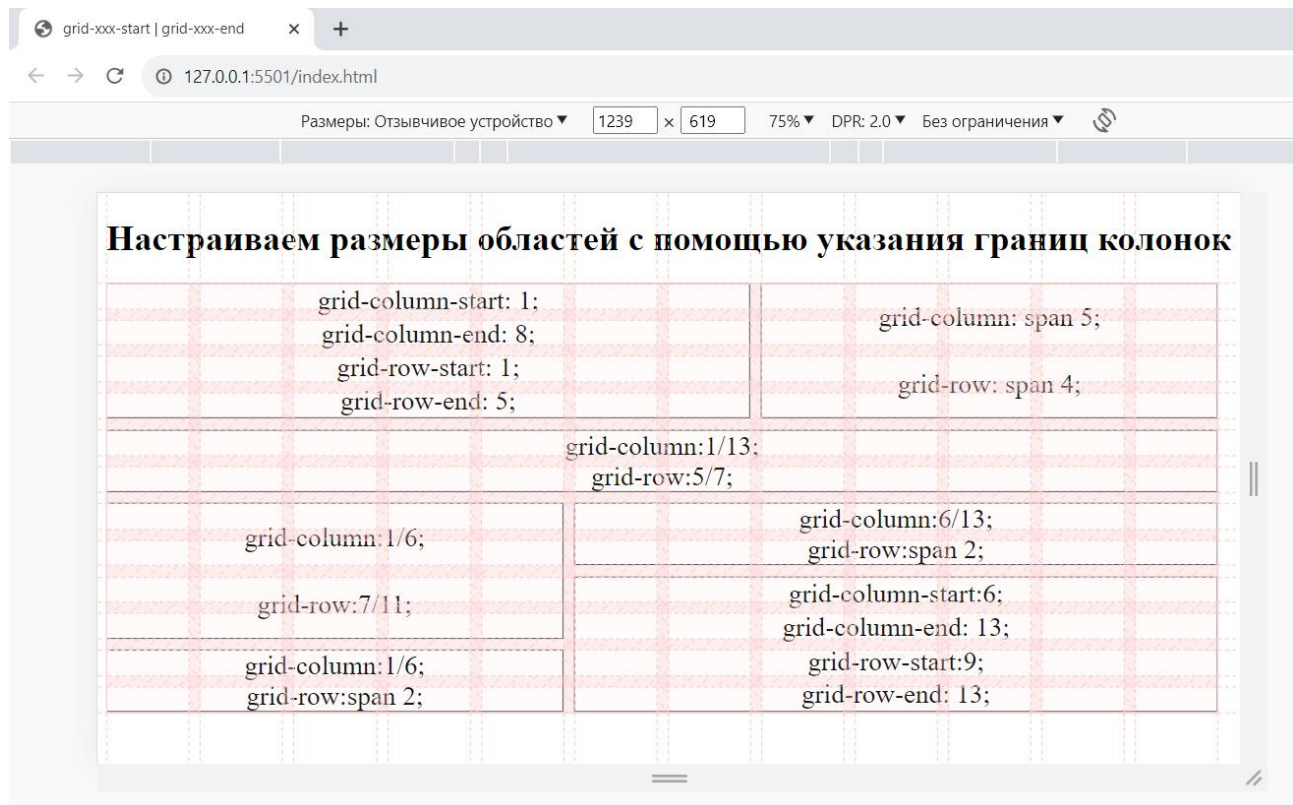 grid-xxx-start | grid-xxx-end
127.0.0.1:5501/index.html
Размеры: Отзывчивое устройство ▼ 1239 × 619 75% ▼ DPR: 2.0 ▼ Без ограничения ▼
Настраиваем размеры областей с помощью указания границ колонок
grid-column-start: 1;
grid-column-end: 8;
grid-row-start: 1;
grid-row-end: 5;
grid-column: span 5;
grid-row: span 4;
grid-column:1/13;
grid-row:5/7;
grid-column:1/6;
grid-row:7/11;
grid-column:6/13;
grid-row:span 2;
grid-column-start:6;
grid-column-end: 13;
grid-row-start:9;
grid-row-end: 13;
grid-column:1/6;
grid-row:span 2;